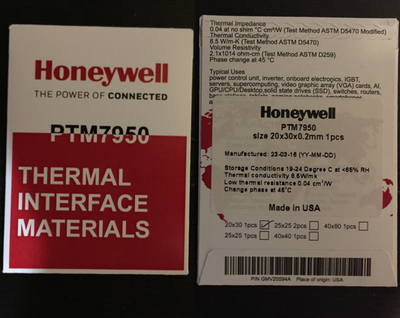 Honeywell
THE POWER OF CONNECTED
PTM7950
THERMAL
INTERFACE
MATERIALS
Thermal Impedance
0.04 at no shim °C cm²/W (Test Method ASTM D5470 Modified)
Thermal Conductivity
8.5 W/m-K (Test Method ASTM D5470)
Volume Resistivity
2.1x1014 ohm-cm (Test Method ASTM D259)
Phase change at 45°C
Typical Uses
power control unit, inverter, onboard electronics, IGBT,
servers, supercomputing, video graphic array (VGA) cards, AI,
GPU/CPU/Desktop,solid state drives (SSD), switches, routers,
Honeywell
PTM7950
size 20x30x0.2mm 1pcs
Manufactured: 23-03-16 (YY-MM-DD)
Storage Conditions 19-24 Degree C at <65% RH
Thermal conductivity 8.5W/mx
Low thermal resistance 0.04 cm²/W
Change phase at 45°C
Made in USA
20x30 1pcs 25x25 2pcs 40x80 1pcs
25x25 1pcs 40x40 1pcs
P/N GMV20594A Place of origin: USA